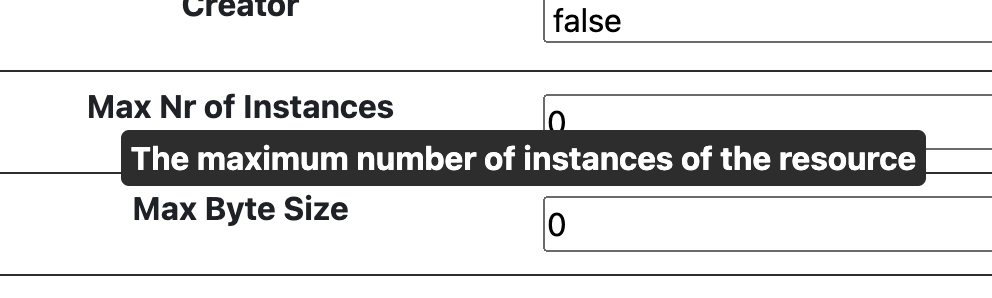 Creator
false
Max Nr of Instances
0
The maximum number of instances of the resource
Max Byte Size
0